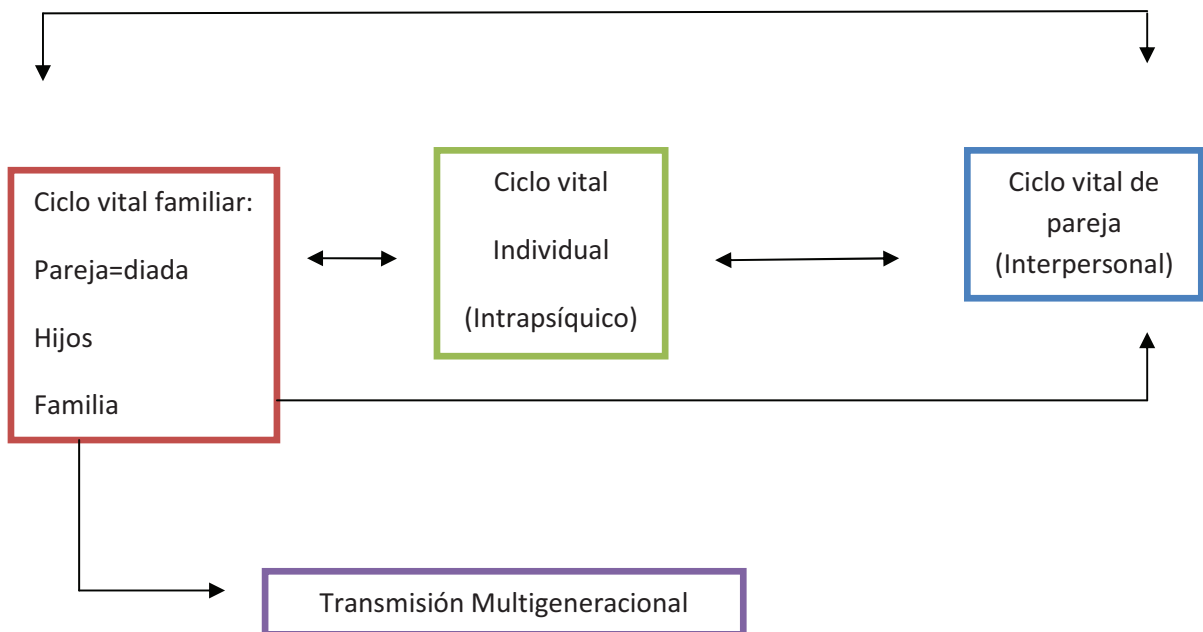 Ciclo vital familiar:
Pareja=diada
Hijos
Familia
Ciclo vital
Individual
(Intrapsíquico)
Ciclo vital de
pareja
(Interpersonal)
Transmisión Multigeneracional